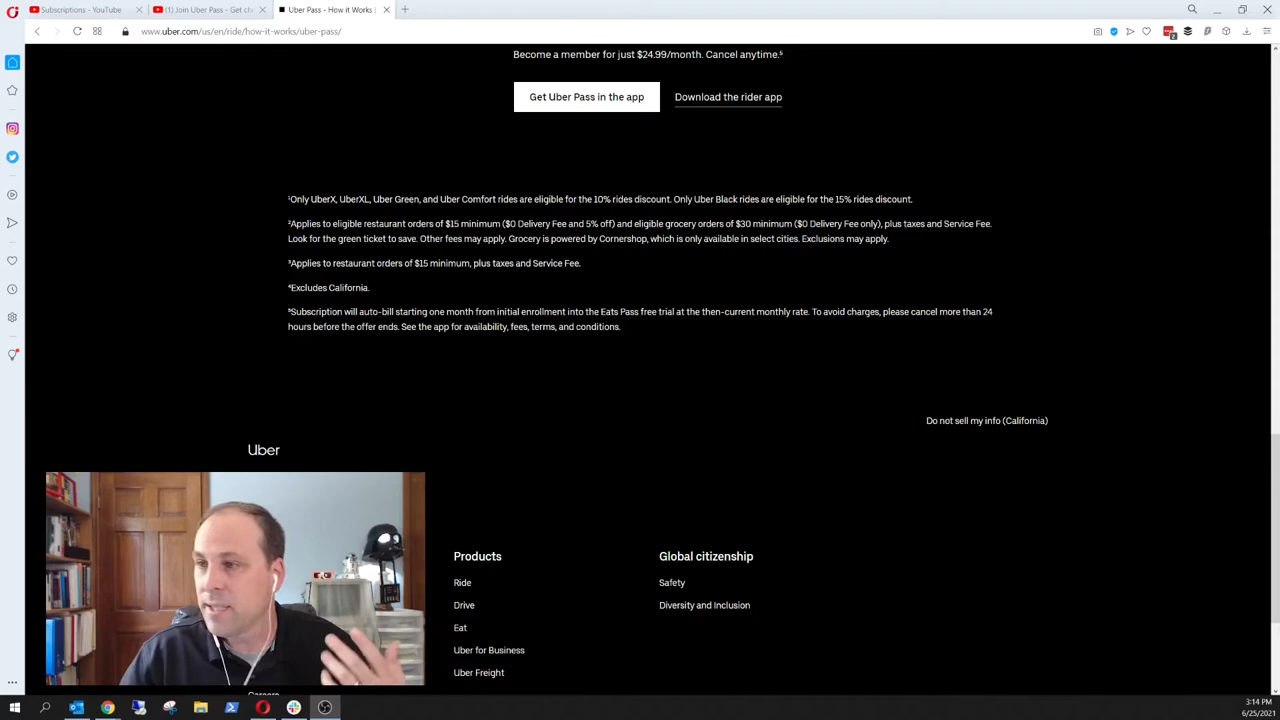 Subscriptions - YouTube
(1) Join Uber Pass - Get ch
Uber Pass - How it Works |
www.uber.com/us/en/ride/how-it-works/uber-pass/
Become a member for just $24.99/month. Cancel anytime.⁵
Get Uber Pass in the app
Download the rider app
¹Only UberX, UberXL, Uber Green, and Uber Comfort rides are eligible for the 10% rides discount. Only Uber Black rides are eligible for the 15% rides discount.
²Applies to eligible restaurant orders of $15 minimum ($0 Delivery Fee and 5% off) and eligible grocery orders of $30 minimum ($0 Delivery Fee only), plus taxes and Service Fee.
Look for the green ticket to save. Other fees may apply. Grocery is powered by Cornershop, which is only available in select cities. Exclusions may apply.
³Applies to restaurant orders of $15 minimum, plus taxes and Service Fee.
⁴Excludes California.
⁵Subscription will auto-bill starting one month from initial enrollment into the Eats Pass free trial at the then-current monthly rate. To avoid charges, please cancel more than 24
hours before the offer ends. See the app for availability, fees, terms, and conditions.
Do not sell my info (California)
Uber
Products
Global citizenship
Ride
Safety
Drive
Diversity and Inclusion
Eat
Uber for Business
Uber Freight
Careers
3:14 PM
6/25/2021